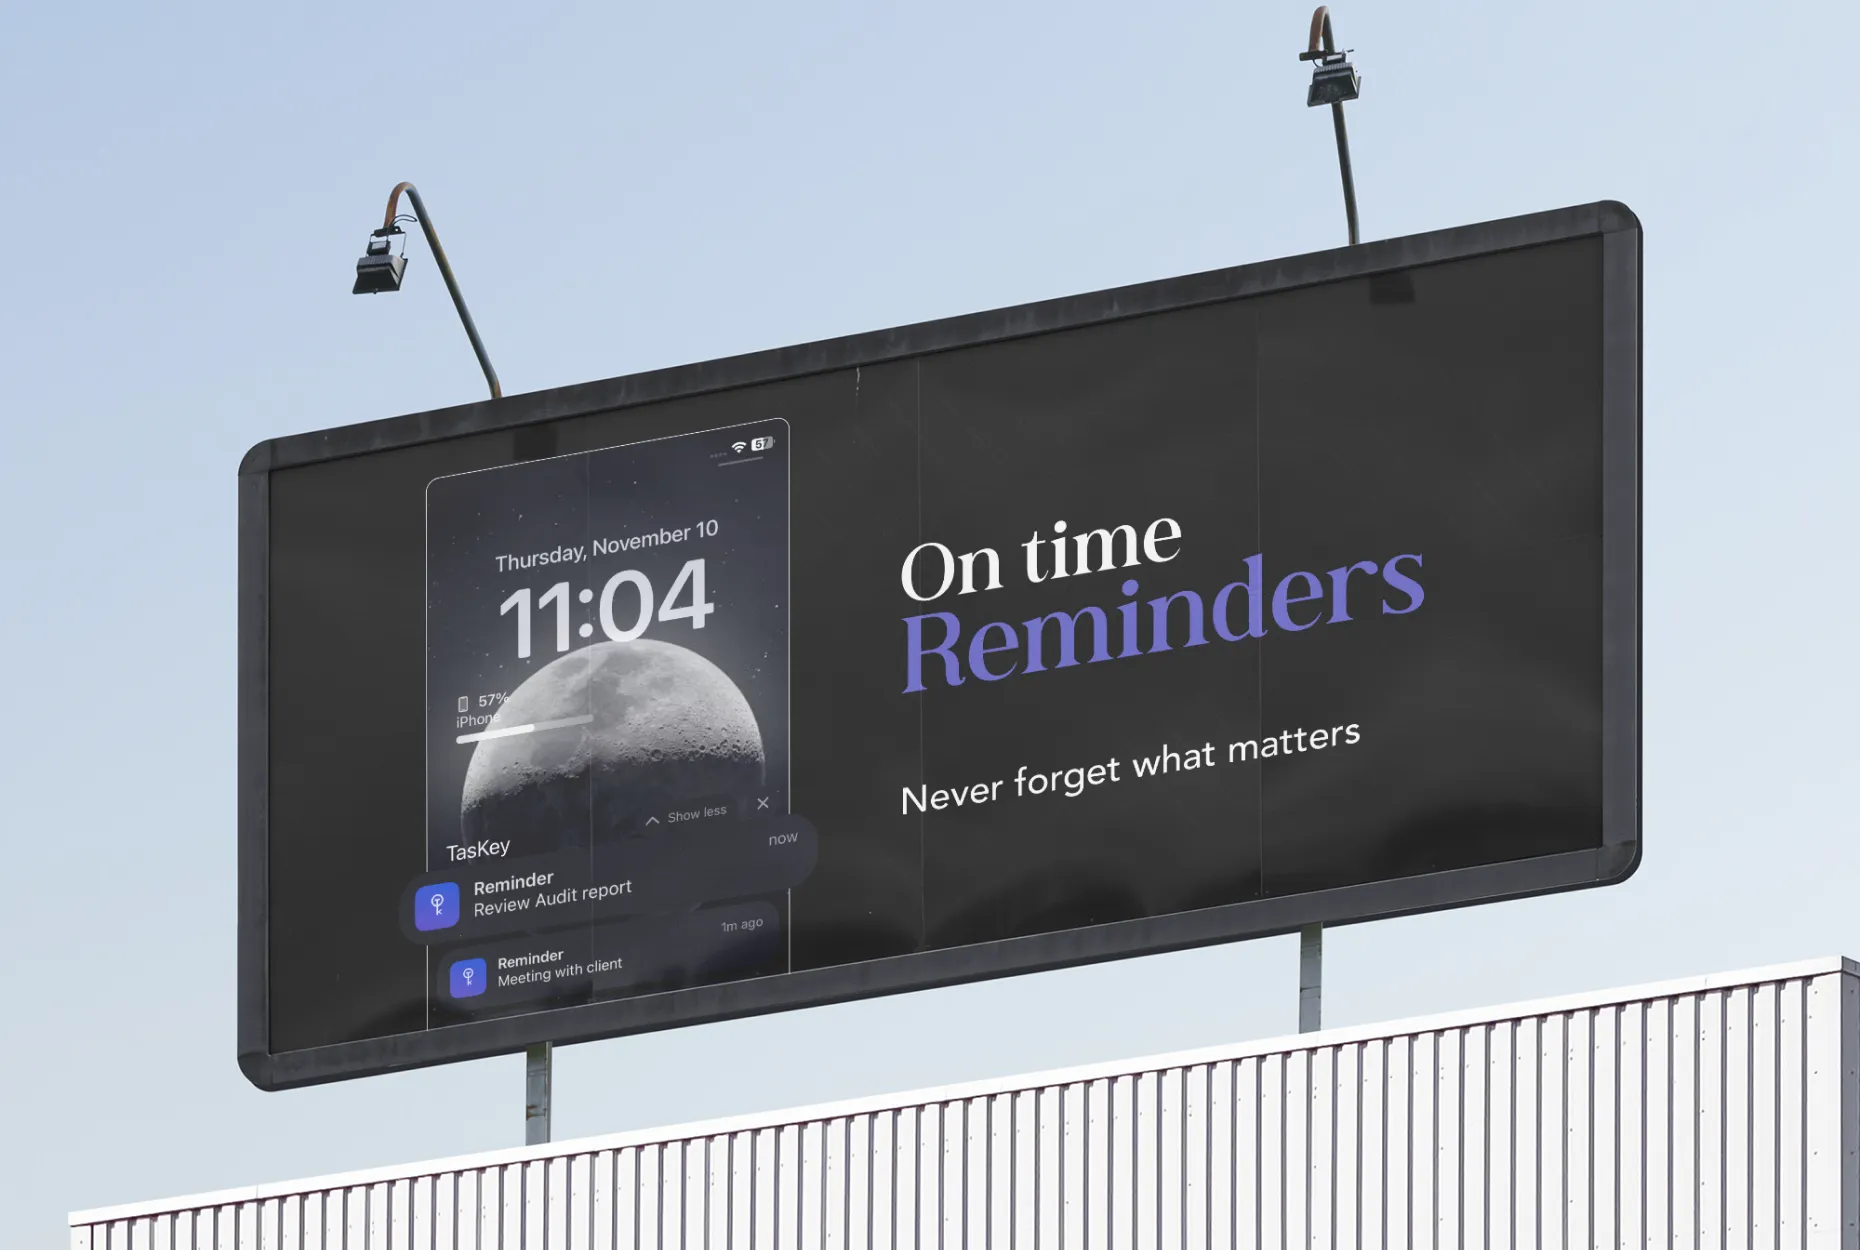 57
Thursday, November 10
11:04
57%
iPhone
Show less
TasKey
now
Reminder
Review Audit report
1m ago
Reminder
Meeting with client
On time
Reminders
Never forget what matters